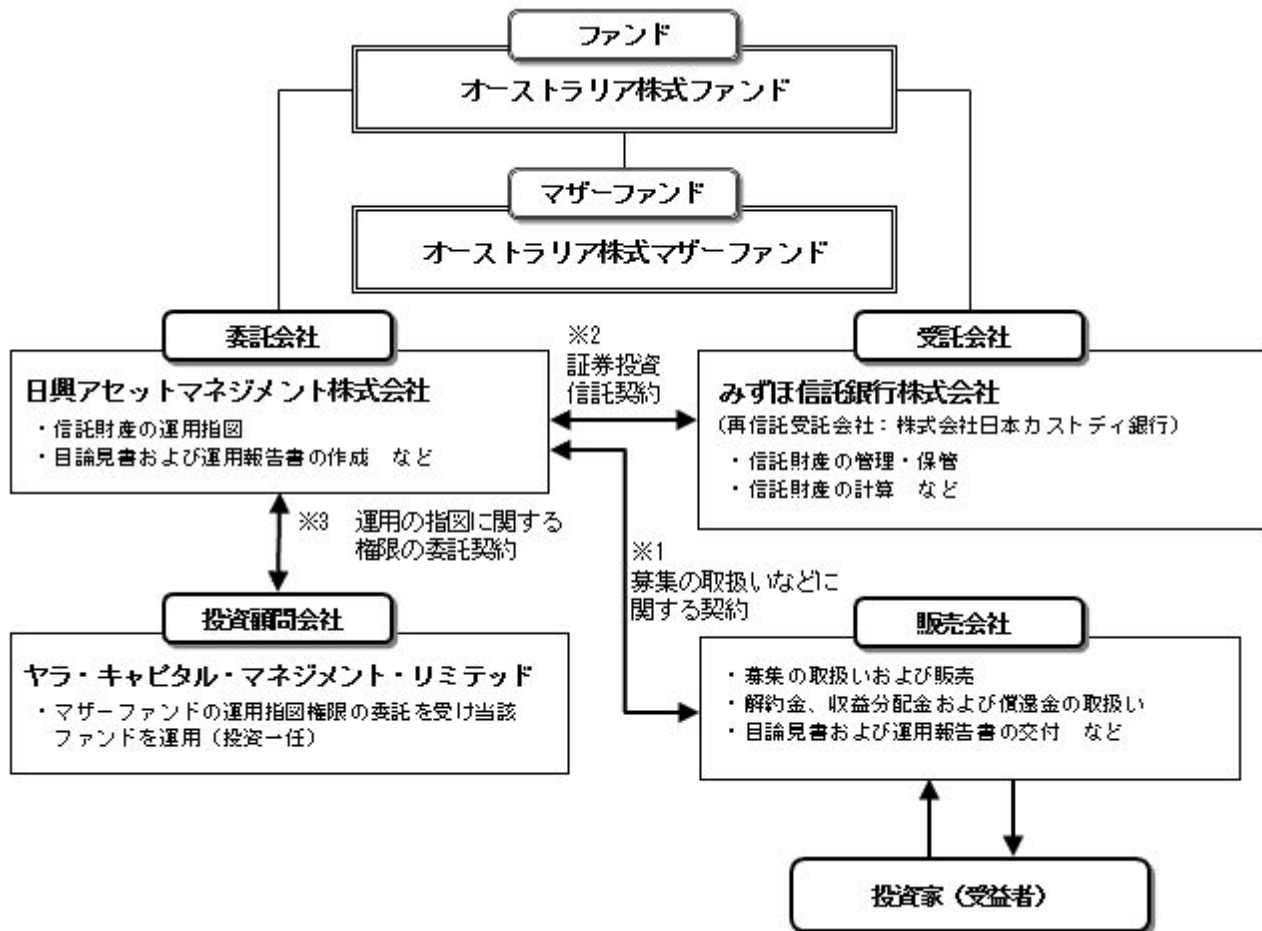 ファンド
オーストラリア株式ファンド
マザーファンド
オーストラリア株式マザーファンド
委託会社
日興アセットマネジメント株式会社
・信託財産の運用指図
・目論見書および運用報告書の作成 など
※2
証券投資
信託契約
受託会社
みずほ信託銀行株式会社
(再信託受託会社:株式会社日本カストディ銀行)
・信託財産の管理・保管
・信託財産の計算 など
※3 運用の指図に関する
権限の委託契約
※1
募集の取扱いなどに
関する契約
投資顧問会社
ヤラ・キャピタル・マネジメント・リミテッド
・マザーファンドの運用指図権限の委託を受け当該
ファンドを運用(投資一任)
販売会社
・募集の取扱いおよび販売
・解約金、収益分配金および償還金の取扱い
・目論見書および運用報告書の交付 など
投資家(受益者)